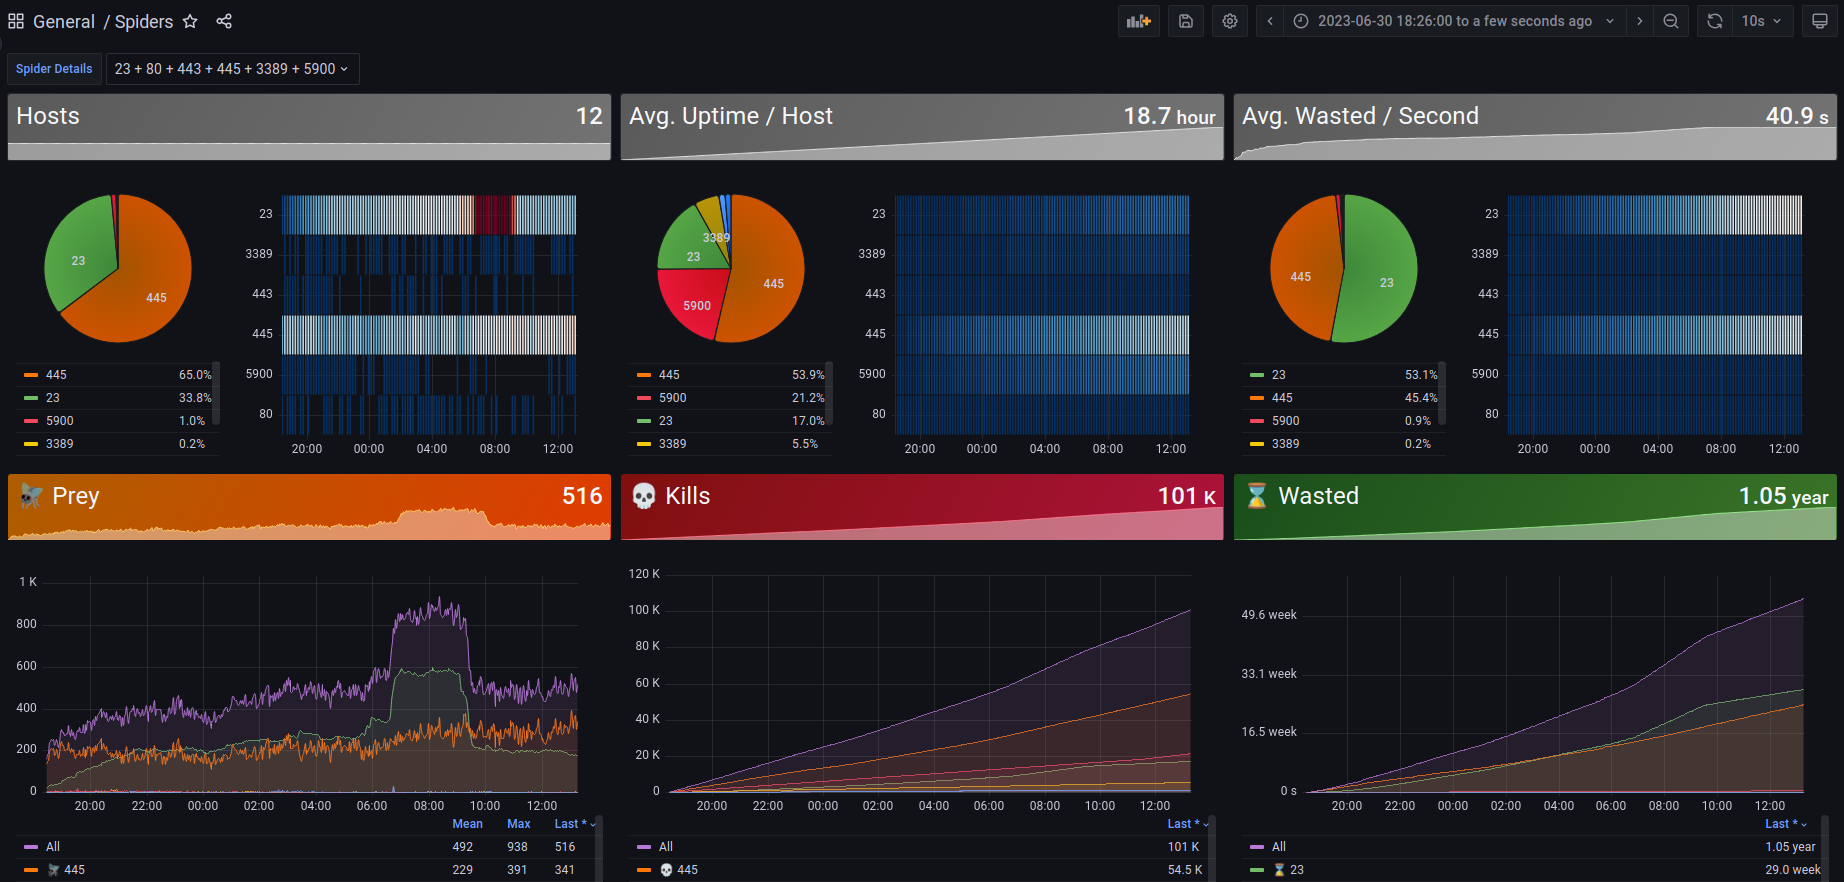 General / Spiders
2023-06-30 18:26:00 to a few seconds ago
10s
Spider Details
23 + 80 + 443 + 445 + 3389 + 5900
Hosts 12
23
445
445 65.0%
23 33.8%
5900 1.0%
3389 0.2%
23
3389
443
445
5900
80
20:00 00:00 04:00 08:00 12:00
Avg. Uptime / Host 18.7 hour
3389
23
445
5900
445 53.9%
5900 21.2%
23 17.0%
3389 5.5%
23
3389
443
445
5900
80
20:00 00:00 04:00 08:00 12:00
Avg. Wasted / Second 40.9 s
445
23
23 53.1%
445 45.4%
5900 0.9%
3389 0.2%
23
3389
443
445
5900
80
20:00 00:00 04:00 08:00 12:00
Prey 516
1 K
800
600
400
200
0
20:00 22:00 00:00 02:00 04:00 06:00 08:00 10:00 12:00
Mean Max Last *
All 492 938 516
445 229 391 341
Kills 101 K
120 K
100 K
80 K
60 K
40 K
20 K
0
20:00 22:00 00:00 02:00 04:00 06:00 08:00 10:00 12:00
Last *
All 101 K
445 54.5 K
Wasted 1.05 year
49.6 week
33.1 week
16.5 week
0 s
20:00 22:00 00:00 02:00 04:00 06:00 08:00 10:00 12:00
Last *
All 1.05 year
23 29.0 week